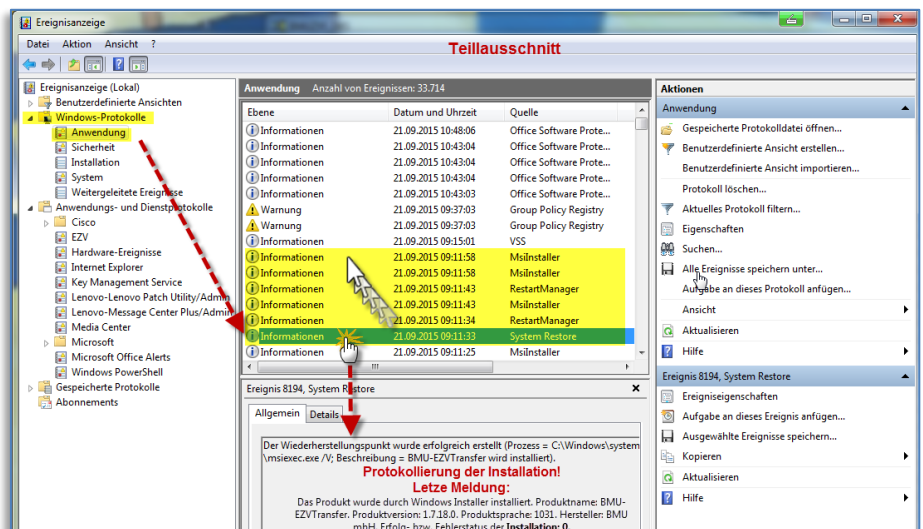 Ereignisanzeige
Datei Aktion Ansicht ?
Teillausschnitt
Ereignisanzeige (Lokal)
Benutzerdefinierte Ansichten
Windows-Protokolle
Anwendung
Sicherheit
Installation
System
Weitergeleitete Ereignisse
Anwendungs- und Dienstprotokolle
Cisco
EZV
Hardware-Ereignisse
Internet Explorer
Key Management Service
Lenovo-Lenovo Patch Utility/Admin
Lenovo-Message Center Plus/Admin
Media Center
Microsoft
Microsoft Office Alerts
Windows PowerShell
Gespeicherte Protokolle
Abonnements
Anwendung Anzahl von Ereignissen: 33.714
Ebene Datum und Uhrzeit Quelle
Informationen 21.09.2015 10:48:06 Office Software Prote...
Informationen 21.09.2015 10:43:04 Office Software Prote...
Informationen 21.09.2015 10:43:04 Office Software Prote...
Informationen 21.09.2015 10:43:03 Office Software Prote...
Warnung 21.09.2015 09:37:03 Group Policy Registry
Warnung 21.09.2015 09:37:03 Group Policy Registry
Informationen 21.09.2015 09:15:01 VSS
Informationen 21.09.2015 09:11:58 MsiInstaller
Informationen 21.09.2015 09:11:58 MsiInstaller
Informationen 21.09.2015 09:11:43 RestartManager
Informationen 21.09.2015 09:11:43 MsiInstaller
Informationen 21.09.2015 09:11:34 RestartManager
Informationen 21.09.2015 09:11:33 System Restore
Informationen 21.09.2015 09:11:25 MsiInstaller
Ereignis 8194, System Restore
Allgemein Details
Der Wiederherstellungspunkt wurde erfolgreich erstellt (Prozess = C:\Windows\system
\msiexec.exe /V; Beschreibung = BMU-EZVTransfer wird installiert).
Protokollierung der Installation!
Letze Meldung:
Das Produkt wurde durch Windows Installer installiert. Produktname: BMU-
EZVTransfer. Produktversion: 1.7.18.0. Produktsprache: 1031. Hersteller: BMU
mbH. Erfolg- bzw. Fehlerstatus der Installation: 0.
Aktionen
Anwendung
Gespeicherte Protokolldatei öffnen...
Benutzerdefinierte Ansicht erstellen...
Benutzerdefinierte Ansicht importieren...
Protokoll löschen...
Aktuelles Protokoll filtern...
Eigenschaften
Suchen...
Alle Ereignisse speichern unter...
Aufgabe an dieses Protokoll anfügen...
Ansicht
Aktualisieren
Hilfe
Ereignis 8194, System Restore
Ereigniseigenschaften
Aufgabe an dieses Ereignis anfügen...
Ausgewählte Ereignisse speichern...
Kopieren
Aktualisieren
Hilfe